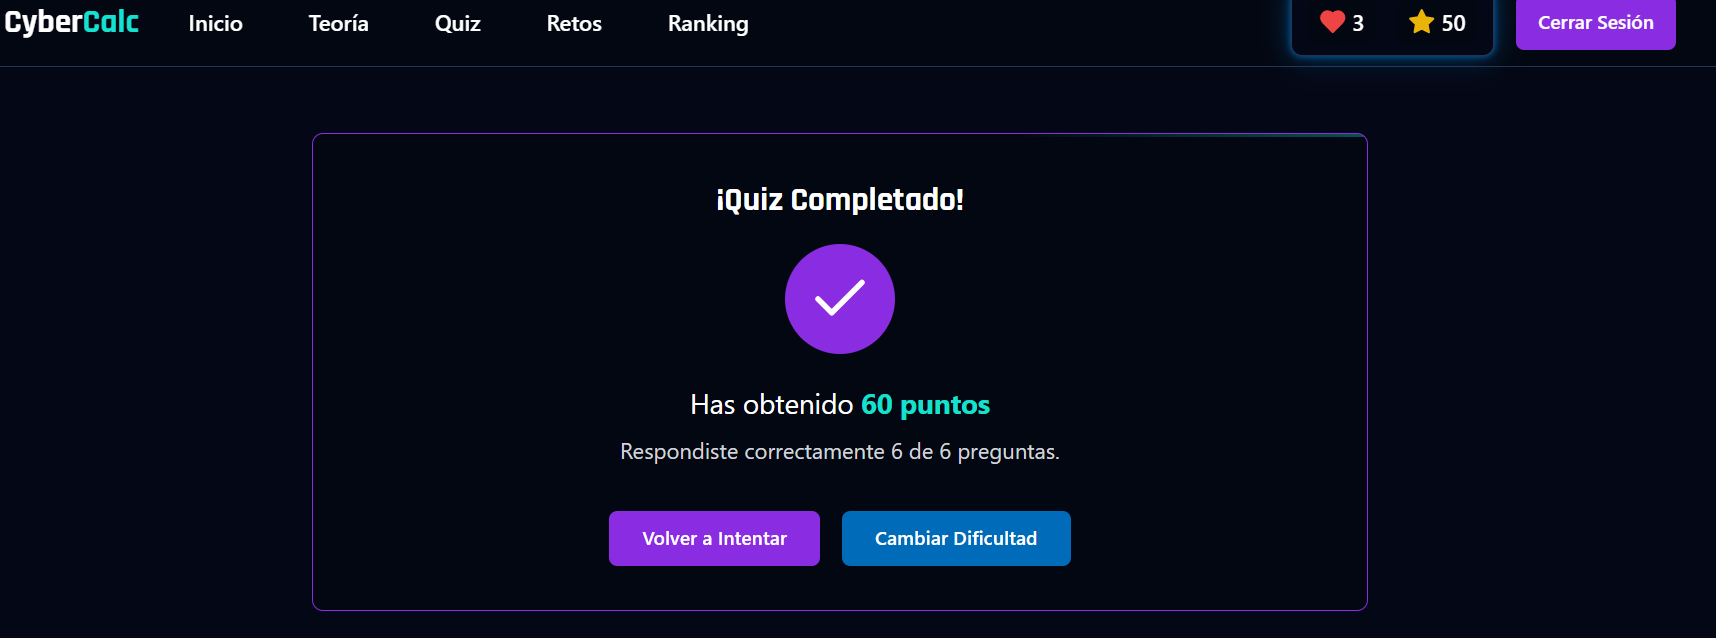 CyberCalc Inicio Teoría Quiz Retos Ranking 3 50 Cerrar Sesión
¡Quiz Completado!
Has obtenido 60 puntos
Respondiste correctamente 6 de 6 preguntas.
Volver a Intentar Cambiar Dificultad